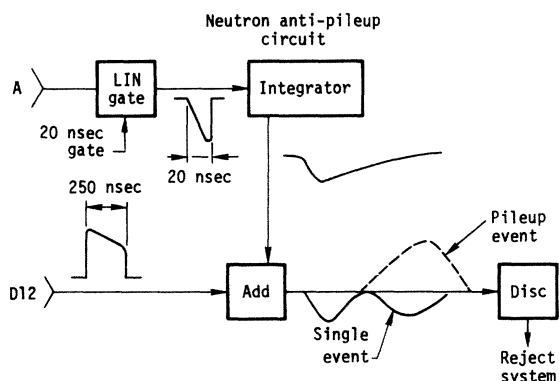 Neutron anti-pileup
circuit
A
LIN
gate
Integrator
20 nsec
gate
20 nsec
250 nsec
Pileup
event
D12
Add
Disc
Single
event
Reject
system